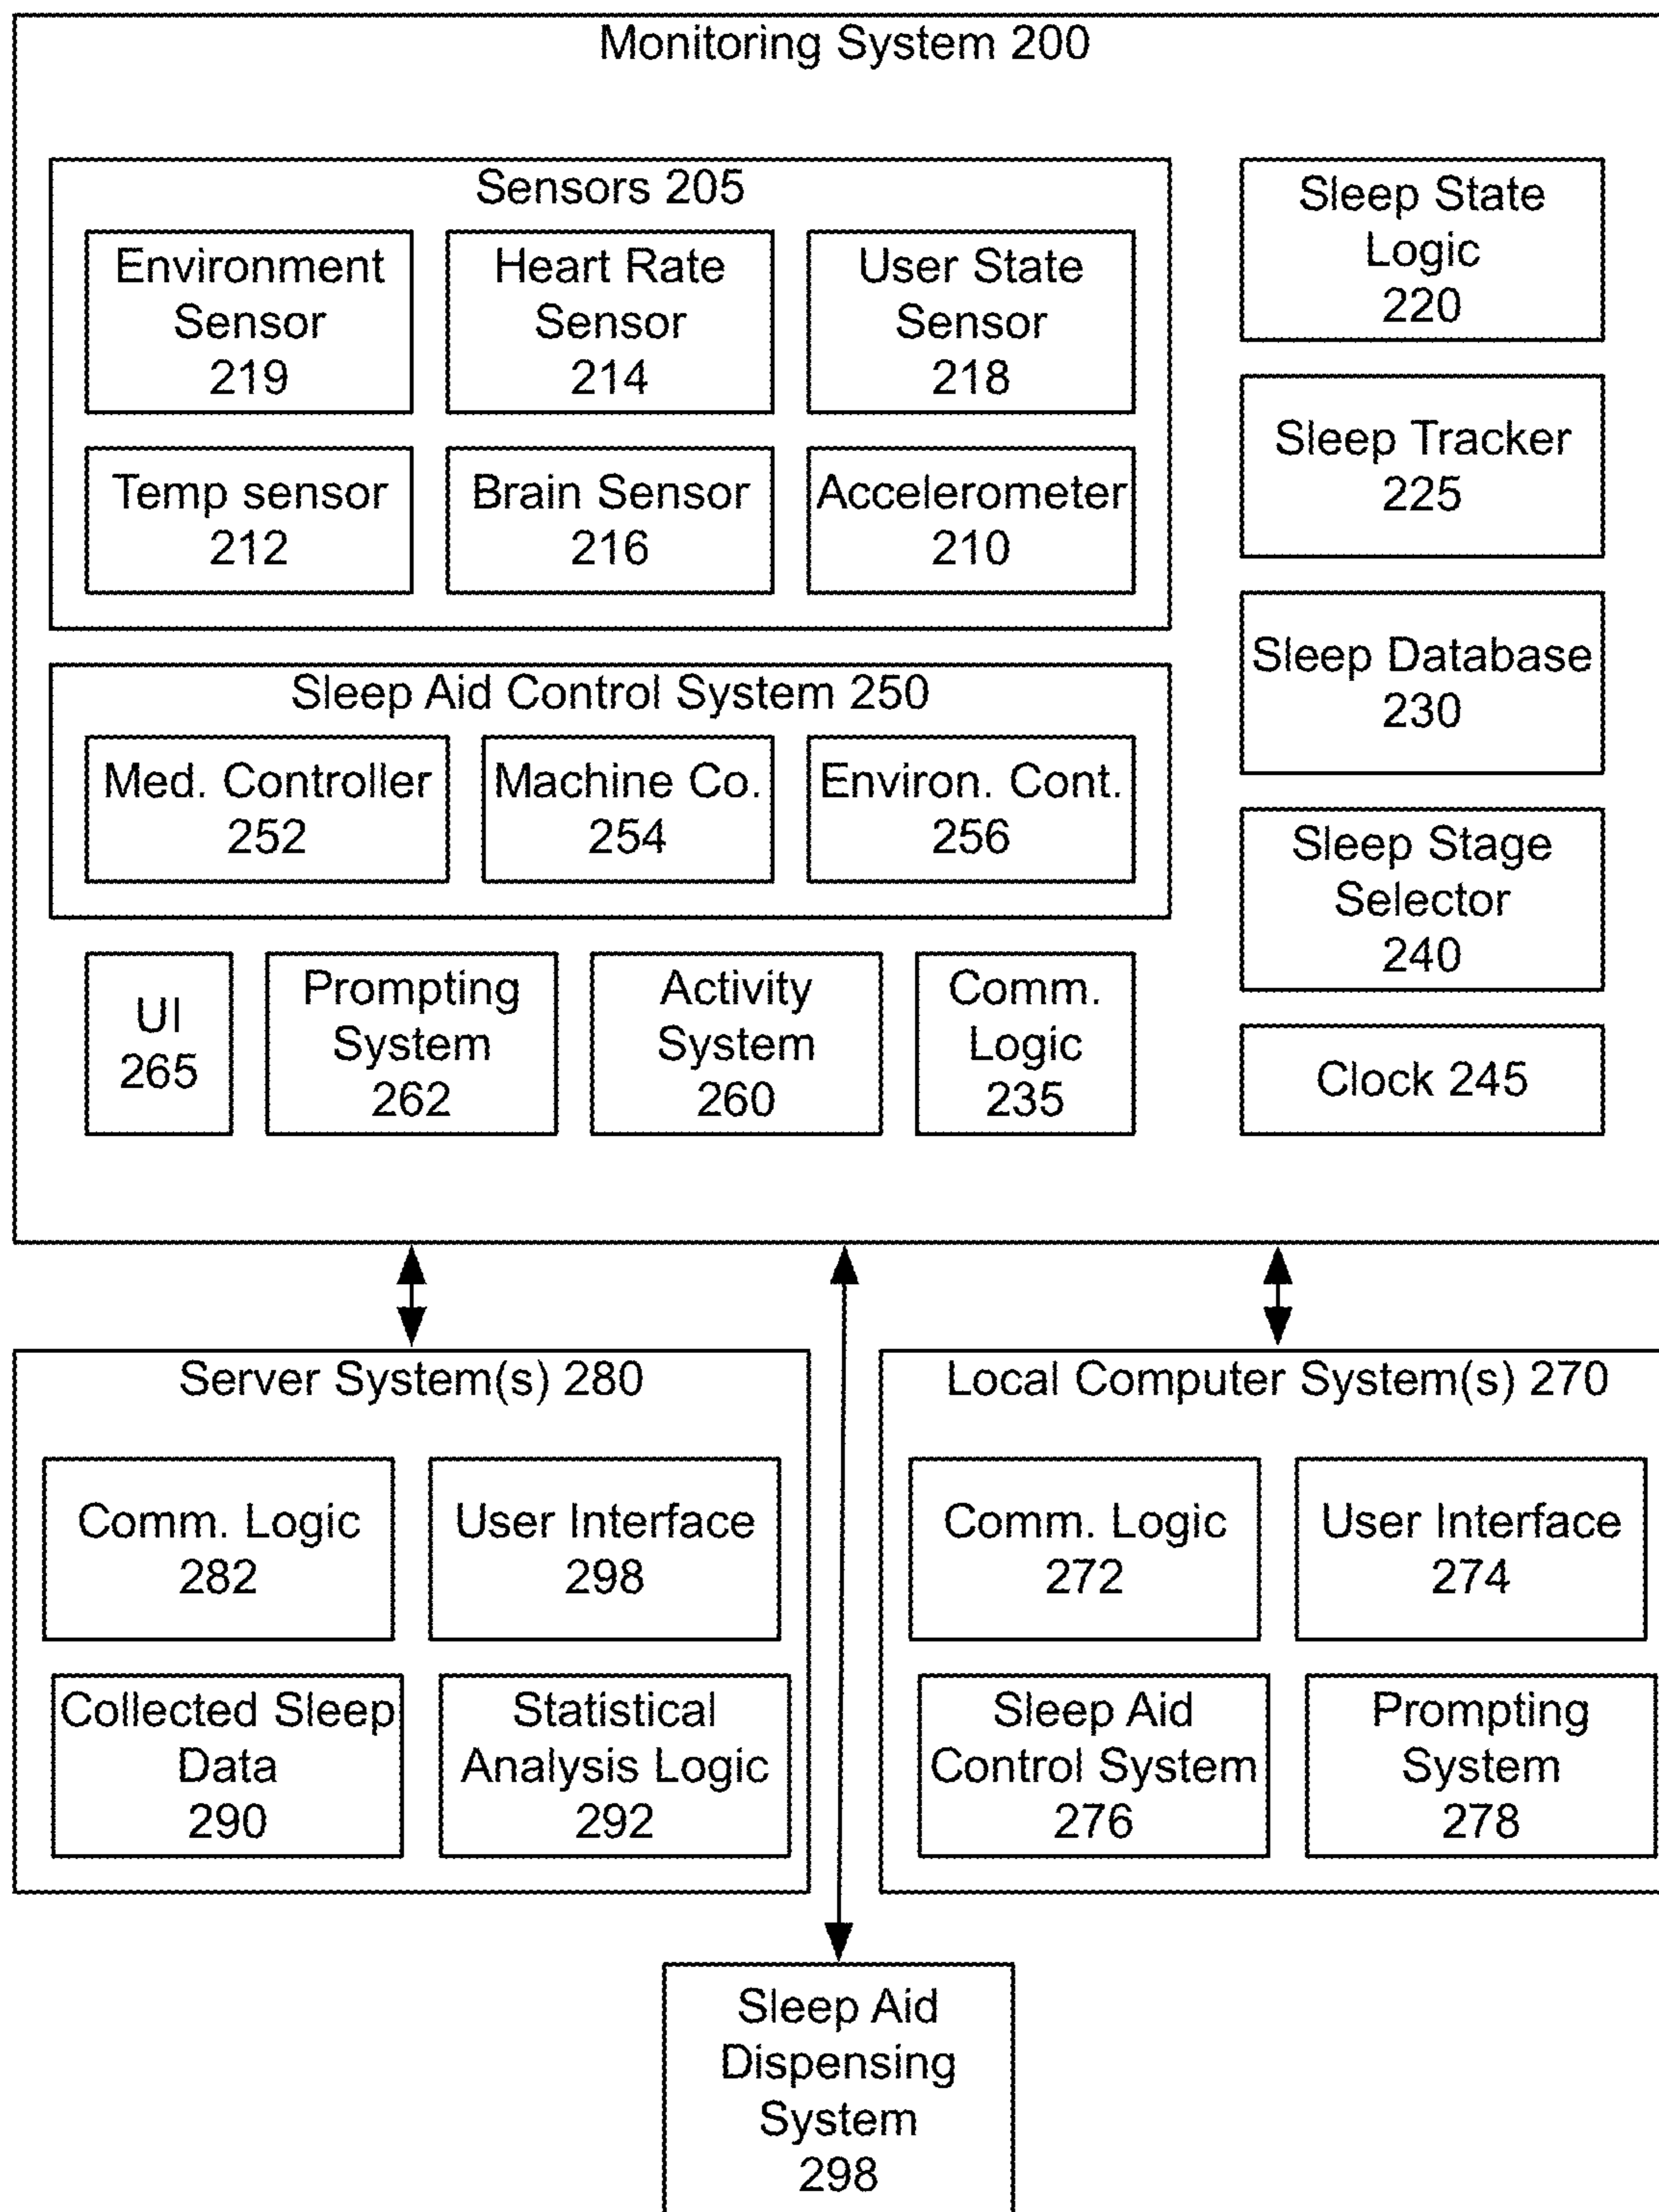 Monitoring System 200
Sensors 205
Environment
Sensor
219
Heart Rate
Sensor
214
User State
Sensor
218
Temp sensor
212
Brain Sensor
216
Accelerometer
210
Sleep Aid Control System 250
Med. Controller
252
Machine Co.
254
Environ. Cont.
256
UI
265
Prompting
System
262
Activity
System
260
Comm.
Logic
235
Sleep State
Logic
220
Sleep Tracker
225
Sleep Database
230
Sleep Stage
Selector
240
Clock 245
Server System(s) 280
Comm. Logic
282
User Interface
298
Collected Sleep
Data
290
Statistical
Analysis Logic
292
Local Computer System(s) 270
Comm. Logic
272
User Interface
274
Sleep Aid
Control System
276
Prompting
System
278
Sleep Aid
Dispensing
System
298